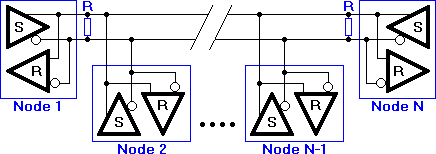 R R
S S
R R
Node 1 Node N
S R S R
Node 2 Node N-1